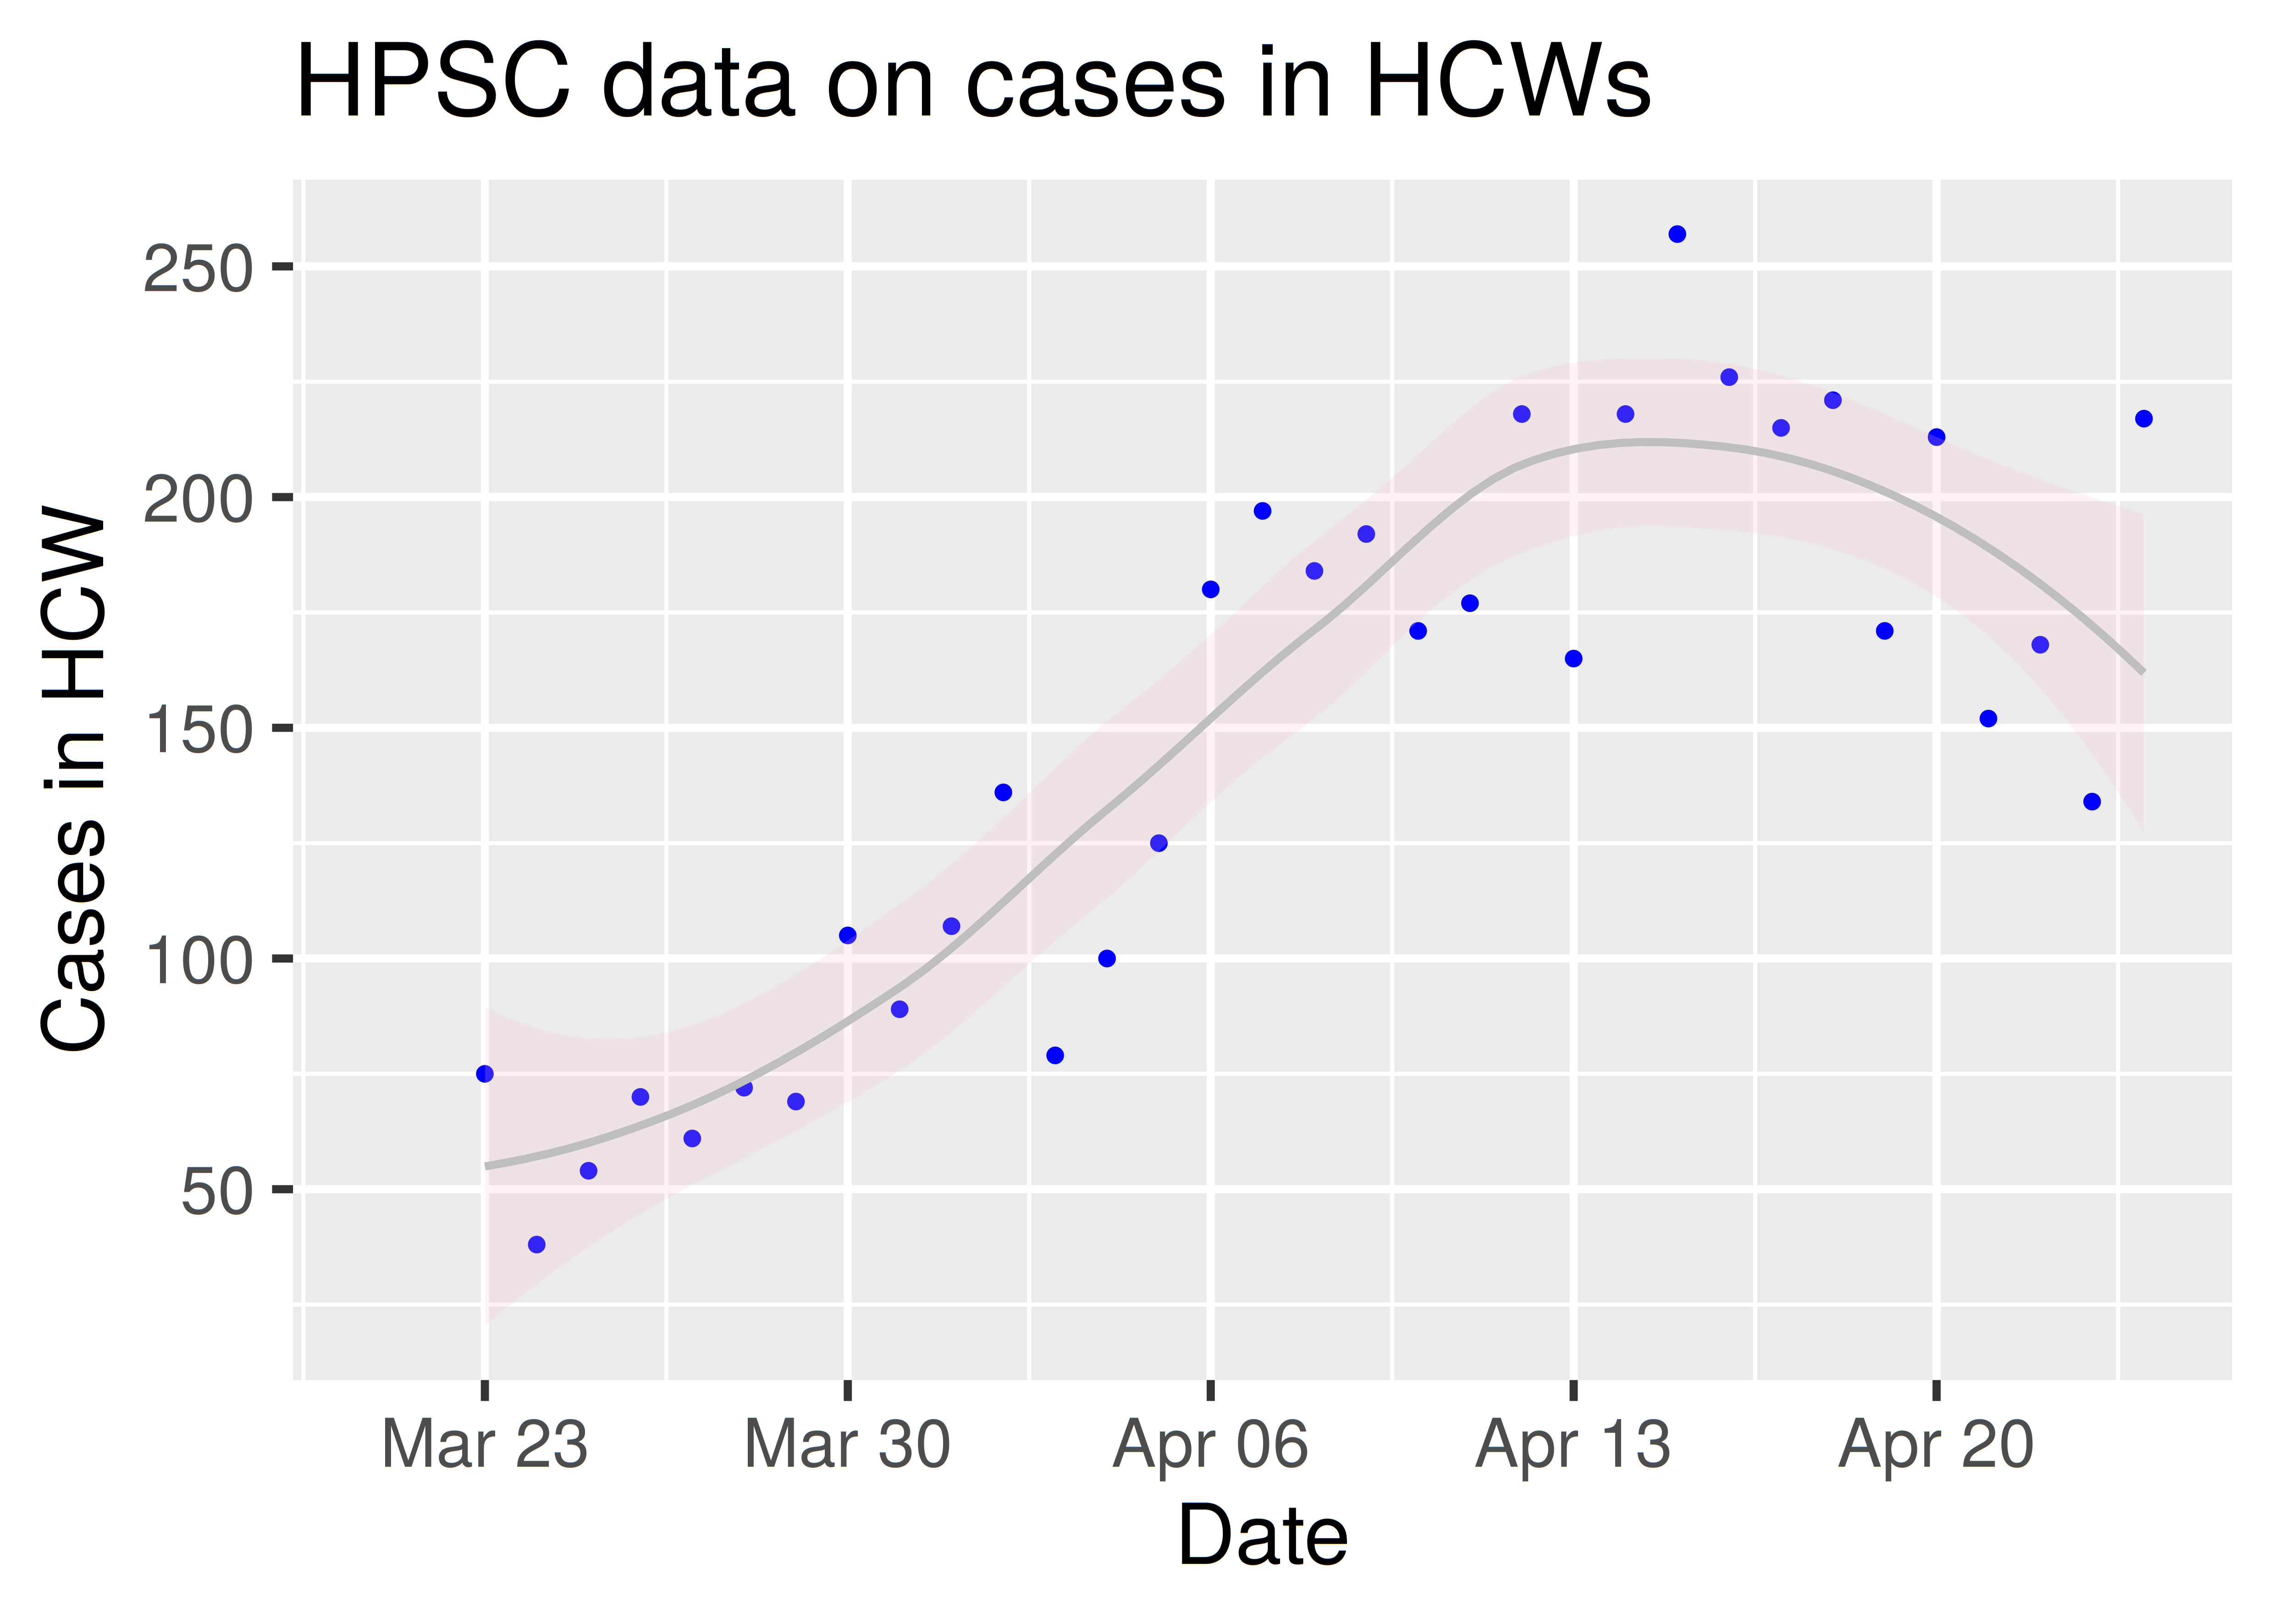 HPSC data on cases in HCWs
Cases in HCW
250
200
150
100
50
Mar 23 Mar 30 Apr 06 Apr 13 Apr 20
Date